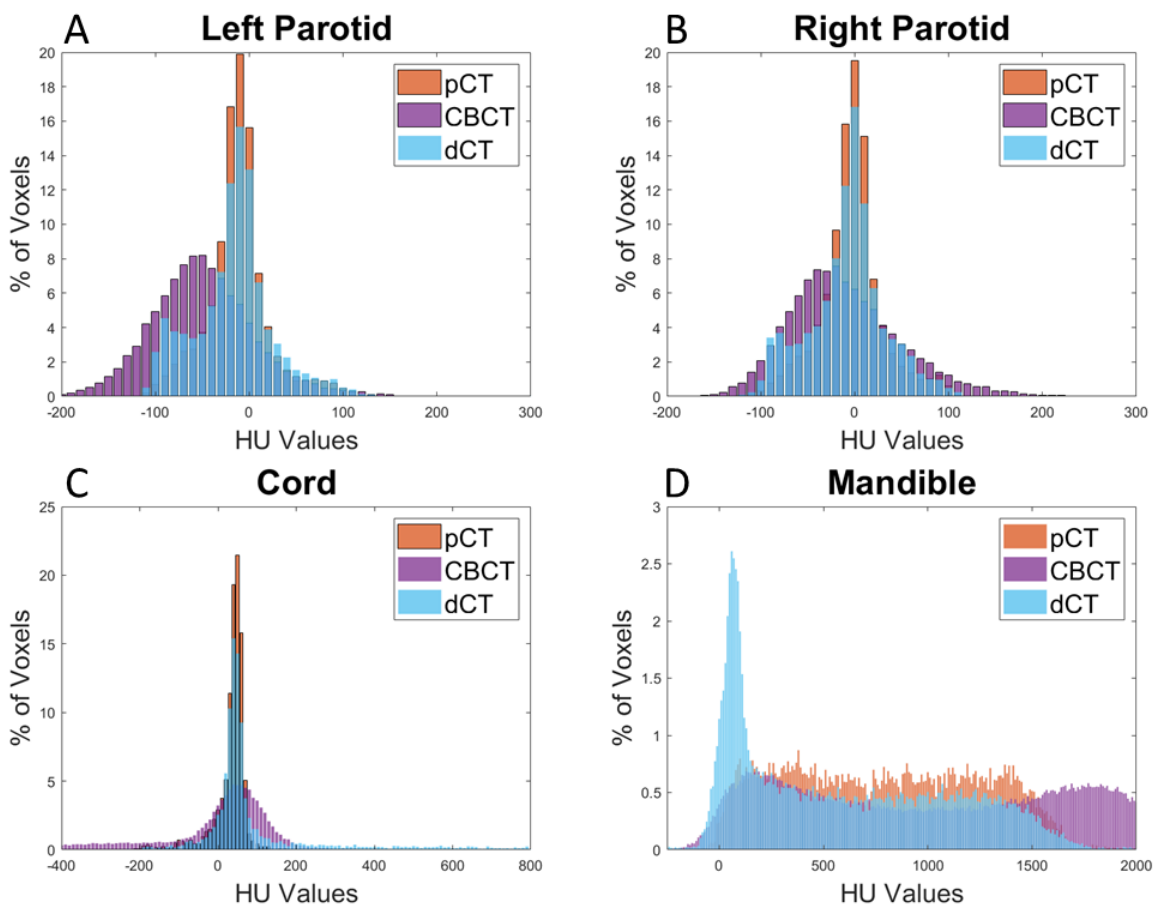 A
Left Parotid
% of Voxels
20
18
16
14
12
10
8
6
4
2
0
pCT
CBCT
dCT
-200
-100
0
100
200
300
HU Values
B
Right Parotid
% of Voxels
20
18
16
14
12
10
8
6
4
2
0
pCT
CBCT
dCT
-200
-100
0
100
200
300
HU Values
C
Cord
% of Voxels
25
20
15
10
5
0
pCT
CBCT
dCT
-400
-200
0
200
400
600
800
HU Values
D
Mandible
% of Voxels
3
2.5
2
1.5
1
0.5
0
pCT
CBCT
dCT
0
500
1000
1500
2000
HU Values